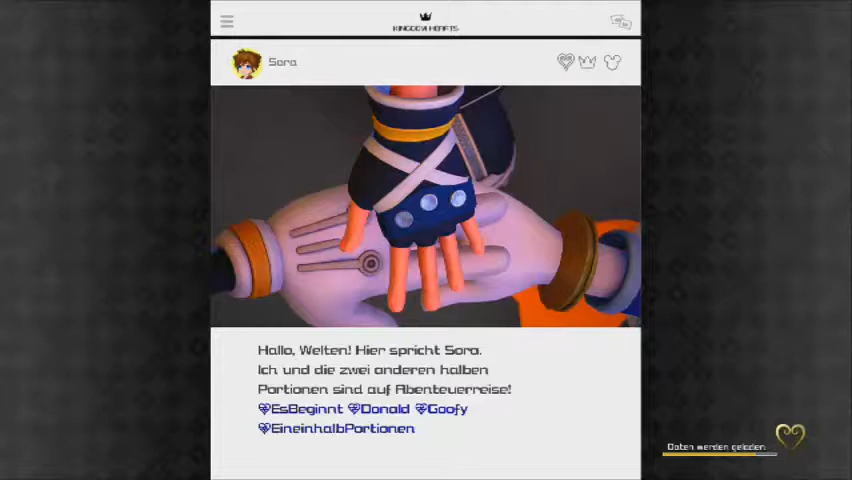 KINGDOM HEARTS
Sora
Hallo, Welten! Hier spricht Sora.
Ich und die zwei anderen halben
Portionen sind auf Abenteuerreise!
EsBeginnt Donald Goofy
EineinhalbPortionen
Daten werden geladen.